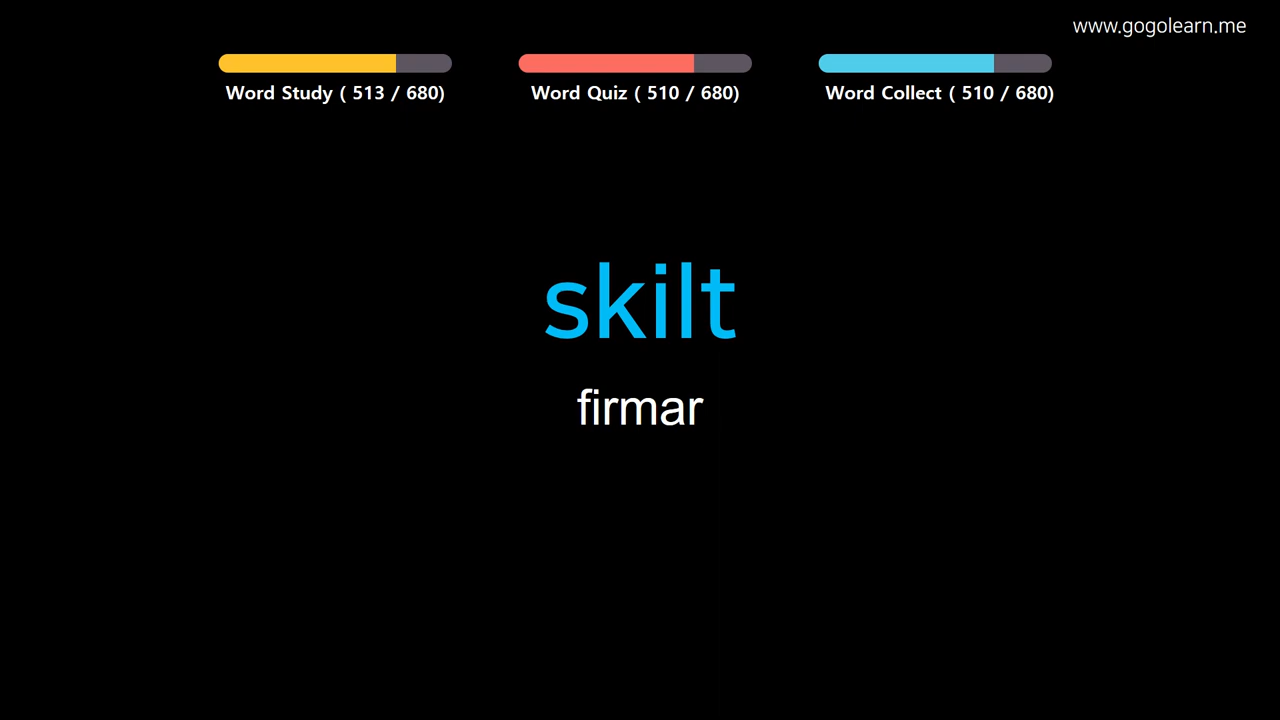 www.gogolearn.me
Word Study ( 513 / 680)
Word Quiz ( 510 / 680)
Word Collect ( 510 / 680)
skilt
firmar